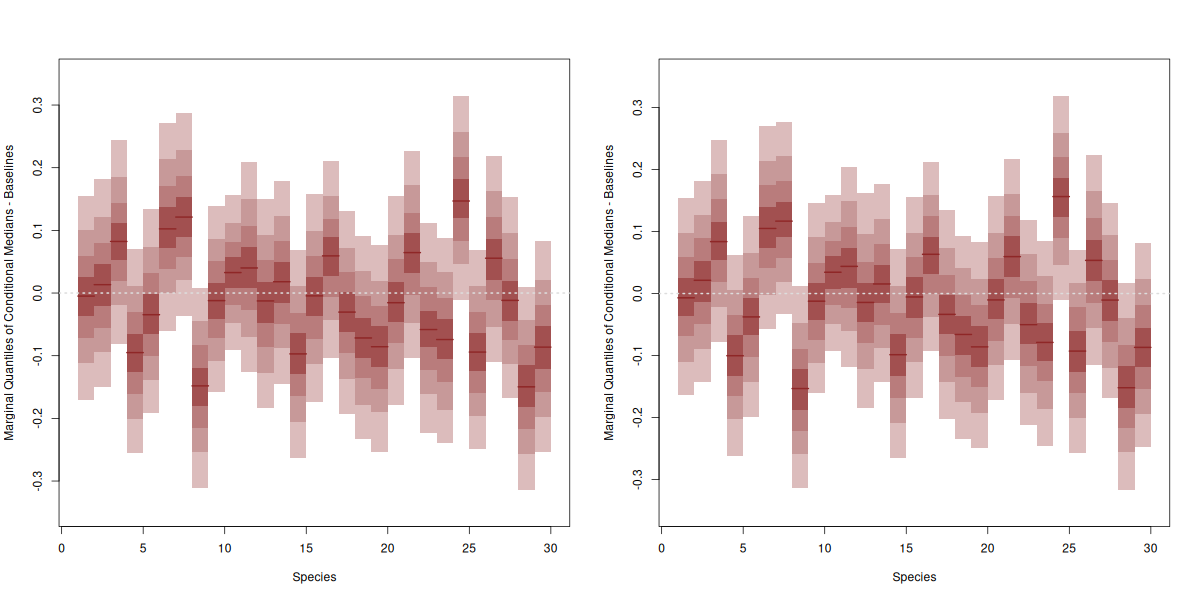 Marginal Quantiles of Conditional Medians - Baselines
0.3
0.2
0.1
0.0
-0.1
-0.2
-0.3
0 5 10 15 20 25 30
Species
Marginal Quantiles of Conditional Medians - Baselines
0.3
0.2
0.1
0.0
-0.1
-0.2
-0.3
0 5 10 15 20 25 30
Species